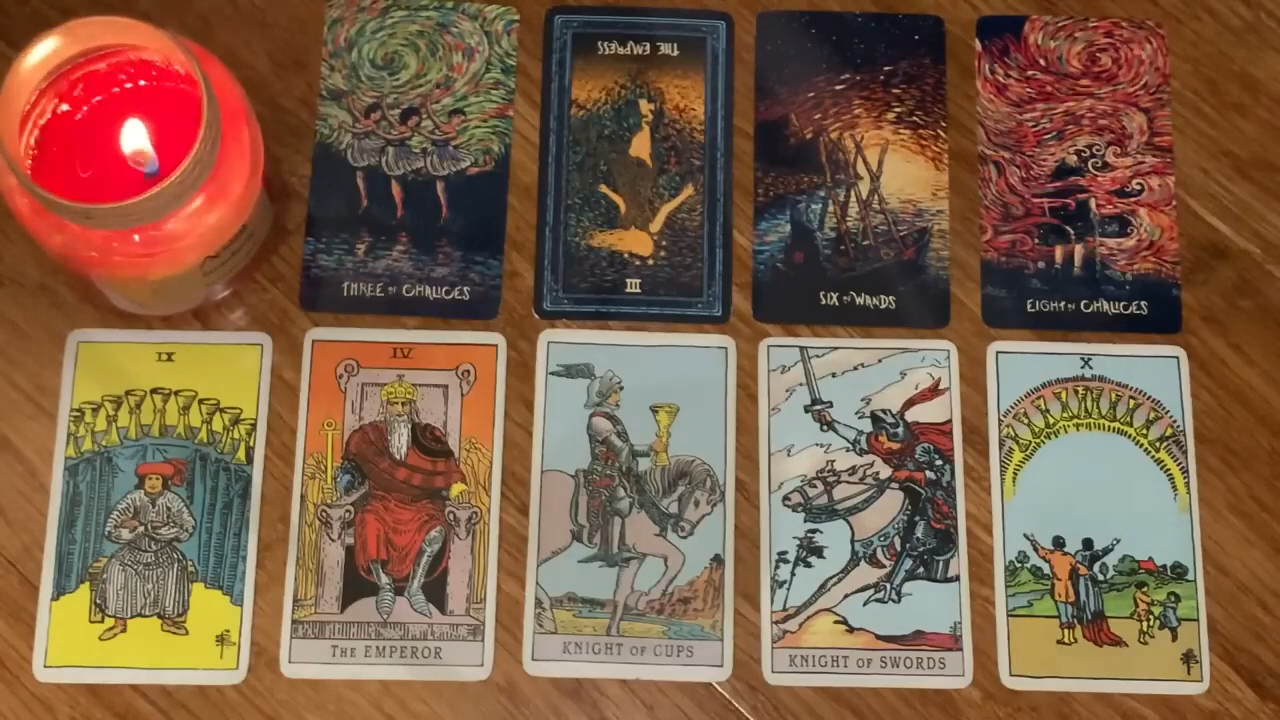 THREE OF CHALICES
THE EMPRESS
III
SIX OF WANDS
EIGHT OF CHALICES
IX
IV
THE EMPEROR
KNIGHT OF CUPS
KNIGHT OF SWORDS
X